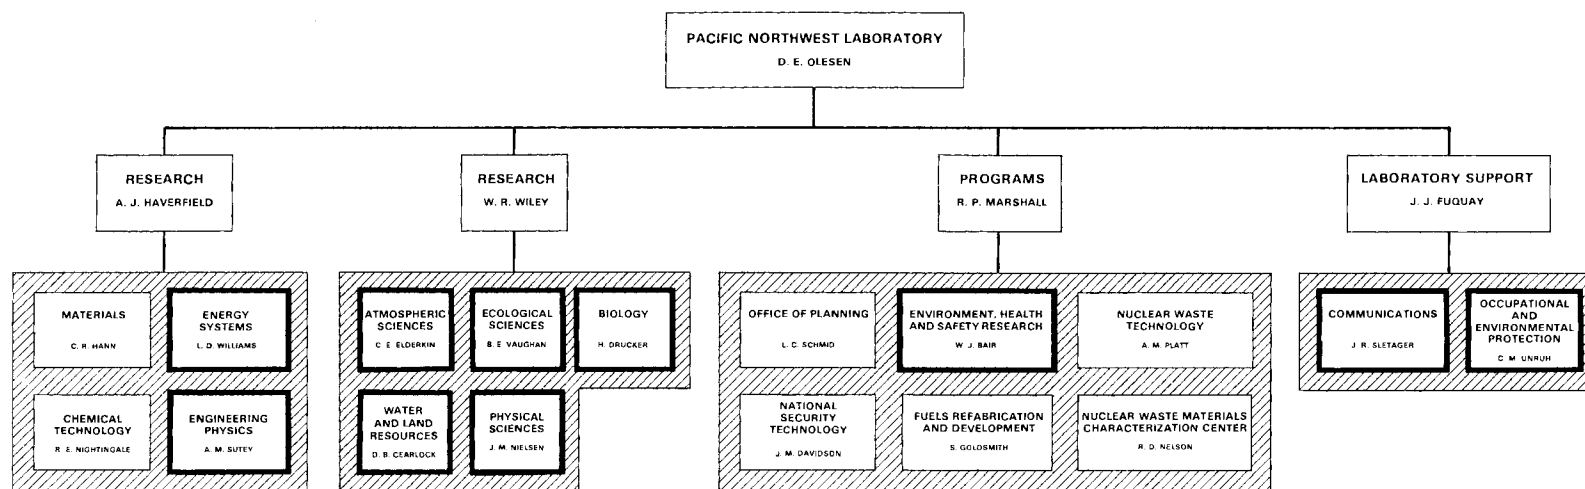 PACIFIC NORTHWEST LABORATORY
D. E. OLESEN
RESEARCH
A. J. HAVERFIELD
RESEARCH
W. R. WILEY
PROGRAMS
R. P. MARSHALL
LABORATORY SUPPORT
J. J. FUQUAY
MATERIALS
C. R. HANN
ENERGY
SYSTEMS
L. D. WILLIAMS
CHEMICAL
TECHNOLOGY
R. E. NIGHTINGALE
ENGINEERING
PHYSICS
A. M. SUTEY
ATMOSPHERIC
SCIENCES
C. E. ELDERKIN
ECOLOGICAL
SCIENCES
B. E. VAUGHAN
BIOLOGY
H. DRUCKER
WATER
AND LAND
RESOURCES
D. B. CEARLOCK
PHYSICAL
SCIENCES
J. M. NIELSEN
OFFICE OF PLANNING
L. C. SCHMID
ENVIRONMENT, HEALTH
AND SAFETY RESEARCH
W. J. BAIR
NUCLEAR WASTE
TECHNOLOGY
A. M. PLATT
NATIONAL
SECURITY
TECHNOLOGY
J. M. DAVIDSON
FUELS REFABRICATION
AND DEVELOPMENT
S. GOLDSMITH
NUCLEAR WASTE MATERIALS
CHARACTERIZATION CENTER
R. D. NELSON
COMMUNICATIONS
J. R. SLETAGER
OCCUPATIONAL
AND
ENVIRONMENTAL
PROTECTION
C. M. UNRUH